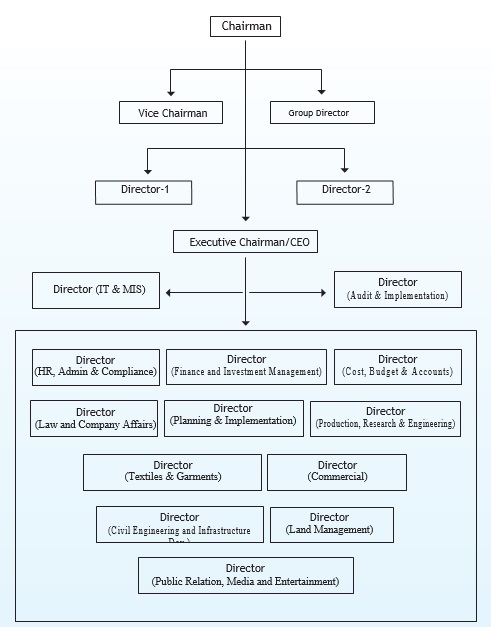 Chairman
Vice Chairman
Group Director
Director-1
Director-2
Executive Chairman/CEO
Director (IT & MIS)
Director
(Audit & Implementation)
Director
(HR, Admin & Compliance)
Director
(Finance and Investment Management)
Director
(Cost, Budget & Accounts)
Director
(Law and Company Affairs)
Director
(Planning & Implementation)
Director
(Production, Research & Engineering)
Director
(Textiles & Garments)
Director
(Commercial)
Director
(Civil Engineering and Infrastructure
Director
(Land Management)
Director
(Public Relation, Media and Entertainment)